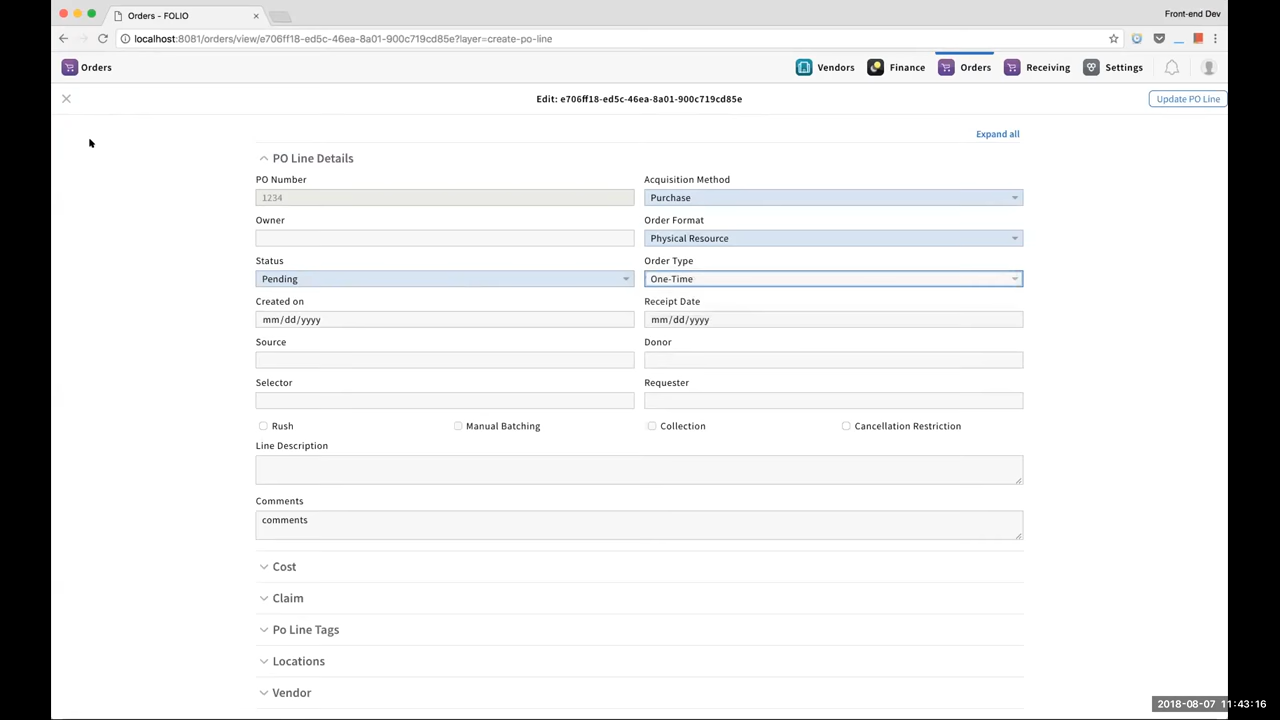 Orders - FOLIO
Front-end Dev
localhost:8081/orders/view/e706ff18-ed5c-46ea-8a01-900c719cd85e?layer=create-po-line
Orders Vendors Finance Orders Receiving Settings
Edit: e706ff18-ed5c-46ea-8a01-900c719cd85e Update PO Line
Expand all
PO Line Details
PO Number Acquisition Method
1234 Purchase
Owner Order Format
Physical Resource
Status Order Type
Pending One-Time
Created on Receipt Date
mm/dd/yyyy mm/dd/yyyy
Source Donor
Selector Requester
Rush Manual Batching Collection Cancellation Restriction
Line Description
Comments
comments
Cost
Claim
Po Line Tags
Locations
Vendor
2018-08-07 11:43:16